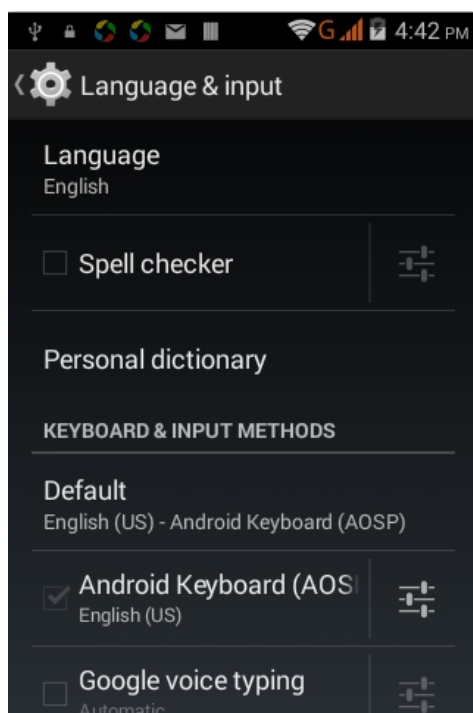 G 4:42 PM
Language & input
Language
English
Spell checker
Personal dictionary
KEYBOARD & INPUT METHODS
Default
English (US) - Android Keyboard (AOSP)
Android Keyboard (AOS
English (US)
Google voice typing
Automatic